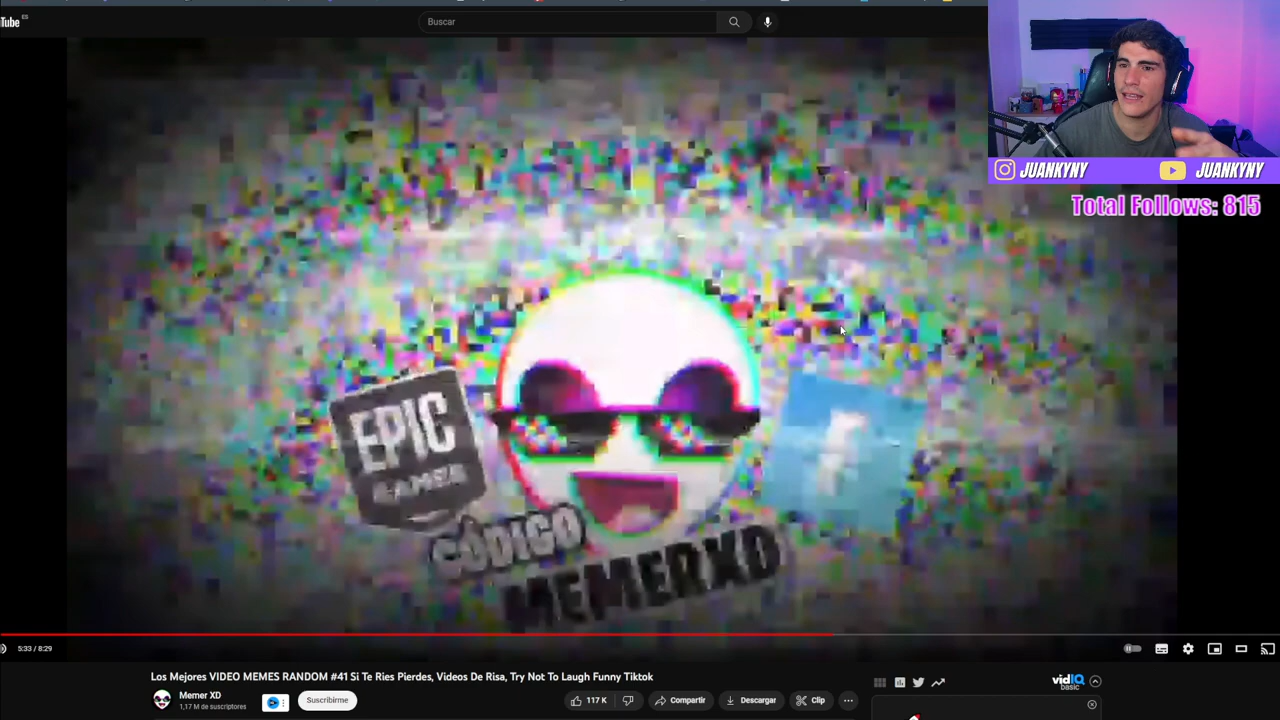 Tube ES
Buscar
JUANKYNY
JUANKYNY
Total Follows: 815
EPIC
GAMES
CÓDIGO
MEMERXD
5:33 / 8:29
Los Mejores VIDEO MEMES RANDOM #41 Si Te Ries Pierdes, Videos De Risa, Try Not To Laugh Funny Tiktok
Memer XD
1,17 M de suscriptores
Suscribirme
117 K
Compartir
Descargar
Clip
vidIQ
basic